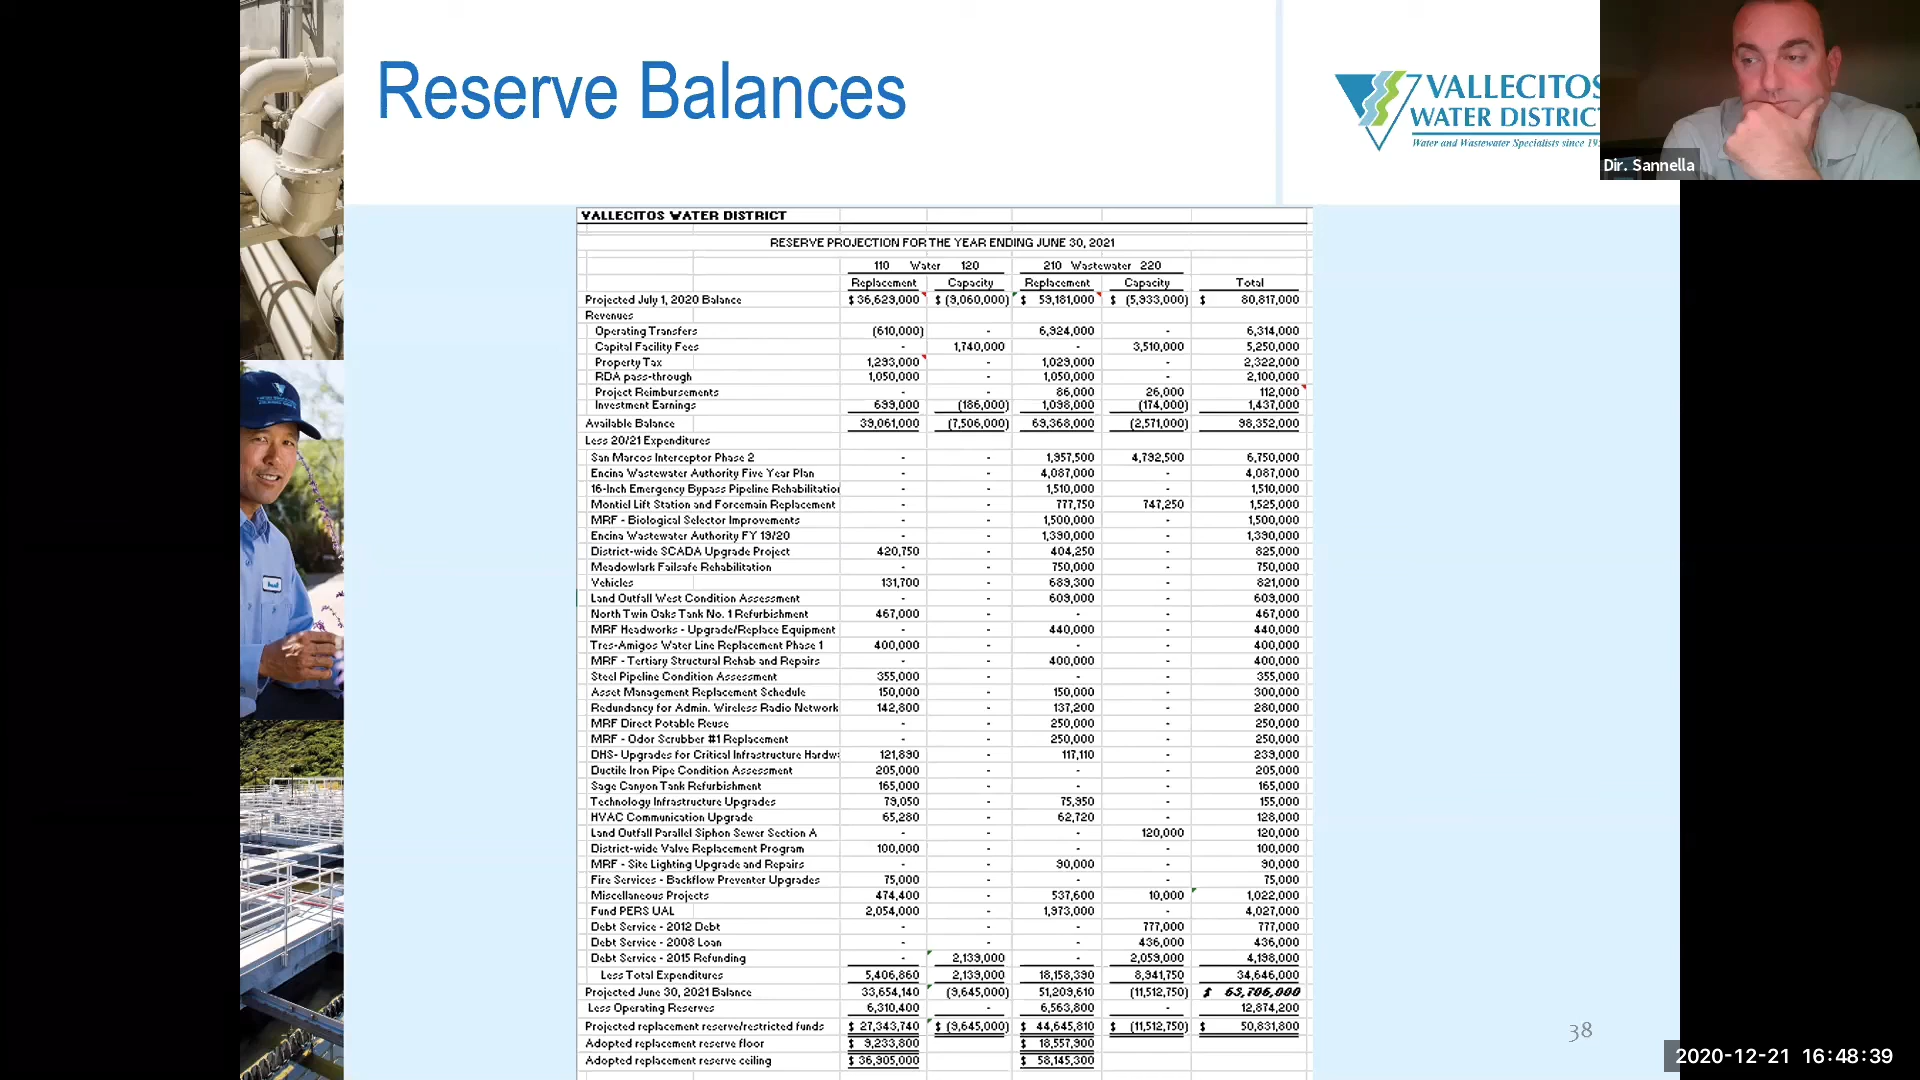 Reserve Balances
VALLECITOS
WATER DISTRIC
Water and Wastewater Specialists since 19
Dir. Sannella
VALLECITOS WATER DISTRICT
RESERVE PROJECTION FOR THE YEAR ENDING JUNE 30, 2021
110 Water 120 210 Wastewater 220
Replacement Capacity Replacement Capacity Total
Projected July 1, 2020 Balance $ 36,629,000 $ (9,060,000) $ 59,181,000 $ (5,933,000) $ 80,817,000
Revenues
Operating Transfers (610,000) - 6,924,000 - 6,314,000
Capital Facility Fees - 1,740,000 - 3,510,000 5,250,000
Property Tax 1,293,000 - 1,029,000 - 2,322,000
RDA pass-through 1,050,000 - 1,050,000 - 2,100,000
Project Reimbursements - - 86,000 26,000 112,000
Investment Earnings 699,000 (186,000) 1,098,000 (174,000) 1,437,000
Available Balance 39,061,000 (7,506,000) 69,368,000 (2,571,000) 98,352,000
Less 20/21 Expenditures
San Marcos Interceptor Phase 2 - - 1,957,500 4,792,500 6,750,000
Encina Wastewater Authority Five Year Plan - - 4,087,000 - 4,087,000
16-Inch Emergency Bypass Pipeline Rehabilitation - - 1,510,000 - 1,510,000
Montiel Lift Station and Forcemain Replacement - - 777,750 747,250 1,525,000
MRF - Biological Selector Improvements - - 1,500,000 - 1,500,000
Encina Wastewater Authority FY 19/20 - - 1,390,000 - 1,390,000
District-wide SCADA Upgrade Project 420,750 - 404,250 - 825,000
Meadowlark Failsafe Rehabilitation - - 750,000 - 750,000
Vehicles 131,700 - 689,300 - 821,000
Land Outfall West Condition Assessment - - 609,000 - 609,000
North Twin Oaks Tank No. 1 Refurbishment 467,000 - - - 467,000
MRF Headworks - Upgrade/Replace Equipment - - 440,000 - 440,000
Tres-Amigos Water Line Replacement Phase 1 400,000 - - - 400,000
MRF - Tertiary Structural Rehab and Repairs - - 400,000 - 400,000
Steel Pipeline Condition Assessment 355,000 - - - 355,000
Asset Management Replacement Schedule 150,000 - 150,000 - 300,000
Redundancy for Admin. Wireless Radio Network 142,800 - 137,200 - 280,000
MRF Direct Potable Reuse - - 250,000 - 250,000
MRF - Odor Scrubber #1 Replacement - - 250,000 - 250,000
DHS- Upgrades for Critical Infrastructure Hardw 121,890 - 117,110 - 239,000
Ductile Iron Pipe Condition Assessment 205,000 - - - 205,000
Sage Canyon Tank Refurbishment 165,000 - - - 165,000
Technology Infrastructure Upgrades 79,050 - 75,950 - 155,000
HVAC Communication Upgrade 65,280 - 62,720 - 128,000
Land Outfall Parallel Siphon Sewer Section A - - - 120,000 120,000
District-wide Valve Replacement Program 100,000 - - - 100,000
MRF - Site Lighting Upgrade and Repairs - - 90,000 - 90,000
Fire Services - Backflow Preventer Upgrades 75,000 - - - 75,000
Miscellaneous Projects 474,400 - 537,600 10,000 1,022,000
Fund PERS UAL 2,054,000 - 1,973,000 - 4,027,000
Debt Service - 2012 Debt - - - 777,000 777,000
Debt Service - 2008 Loan - - - 436,000 436,000
Debt Service - 2015 Refunding - 2,139,000 - 2,059,000 4,198,000
Less Total Expenditures 5,406,860 2,139,000 18,158,390 8,941,750 34,646,000
Projected June 30, 2021 Balance 33,654,140 (9,645,000) 51,209,610 (11,512,750) $ 63,706,000
Less Operating Reserves 6,310,400 - 6,563,800 - 12,874,200
Projected replacement reserve/restricted funds $ 27,343,740 $ (9,645,000) $ 44,645,810 $ (11,512,750) $ 50,831,800
Adopted replacement reserve floor $ 9,233,800 $ 18,557,900
Adopted replacement reserve ceiling $ 36,905,000 $ 58,145,300
38
2020-12-21 16:48:39